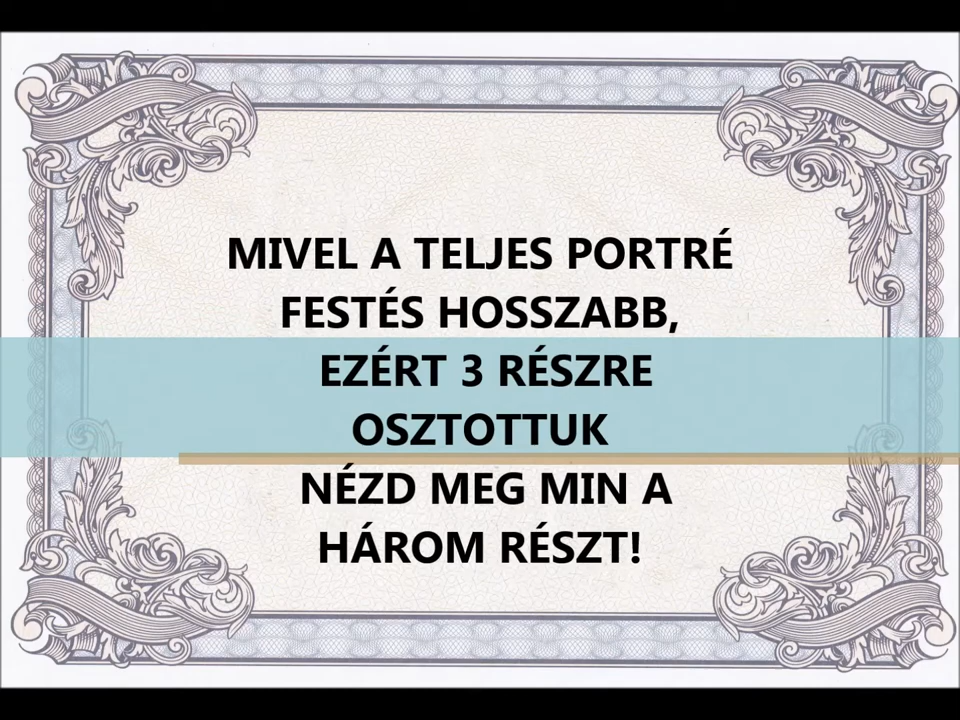 MIVEL A TELJES PORTRÉ
FESTÉS HOSSZABB,
EZÉRT 3 RÉSZRE
OSZTOTTUK
NÉZD MEG MIN A
HÁROM RÉSZT!